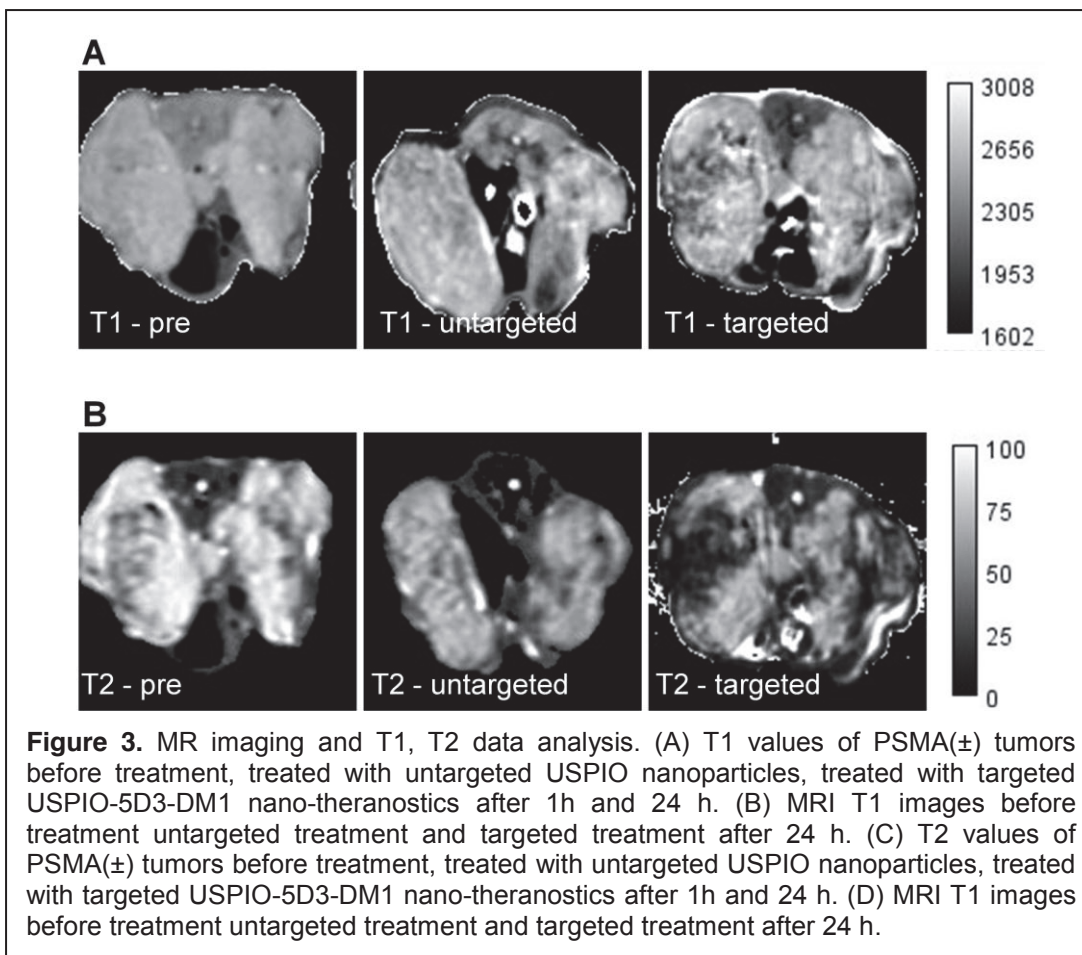 A
T1 - pre
T1 - untargeted
T1 - targeted
3008
2656
2305
1953
1602
B
T2 - pre
T2 - untargeted
T2 - targeted
100
75
50
25
0
Figure 3. MR imaging and T1, T2 data analysis. (A) T1 values of PSMA(±) tumors
before treatment, treated with untargeted USPIO nanoparticles, treated with targeted
USPIO-5D3-DM1 nano-theranostics after 1h and 24 h. (B) MRI T1 images before
treatment untargeted treatment and targeted treatment after 24 h. (C) T2 values of
PSMA(±) tumors before treatment, treated with untargeted USPIO nanoparticles, treated
with targeted USPIO-5D3-DM1 nano-theranostics after 1h and 24 h. (D) MRI T1 images
before treatment untargeted treatment and targeted treatment after 24 h.